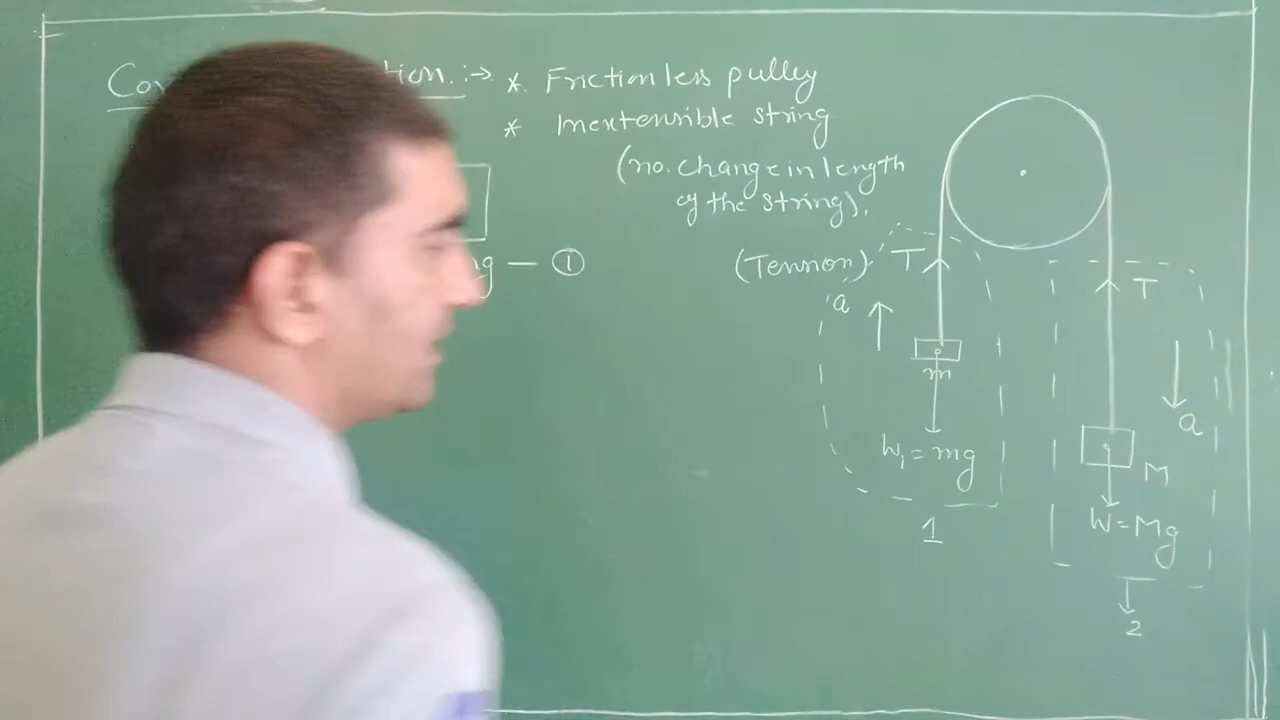 tion. :→ *. Frictionless pulley
* Inextensible string
(no. change in length
of the string).
g — ①
(Tension) T
T
a
a
m
M
W₁ = mg
W = Mg
1
2